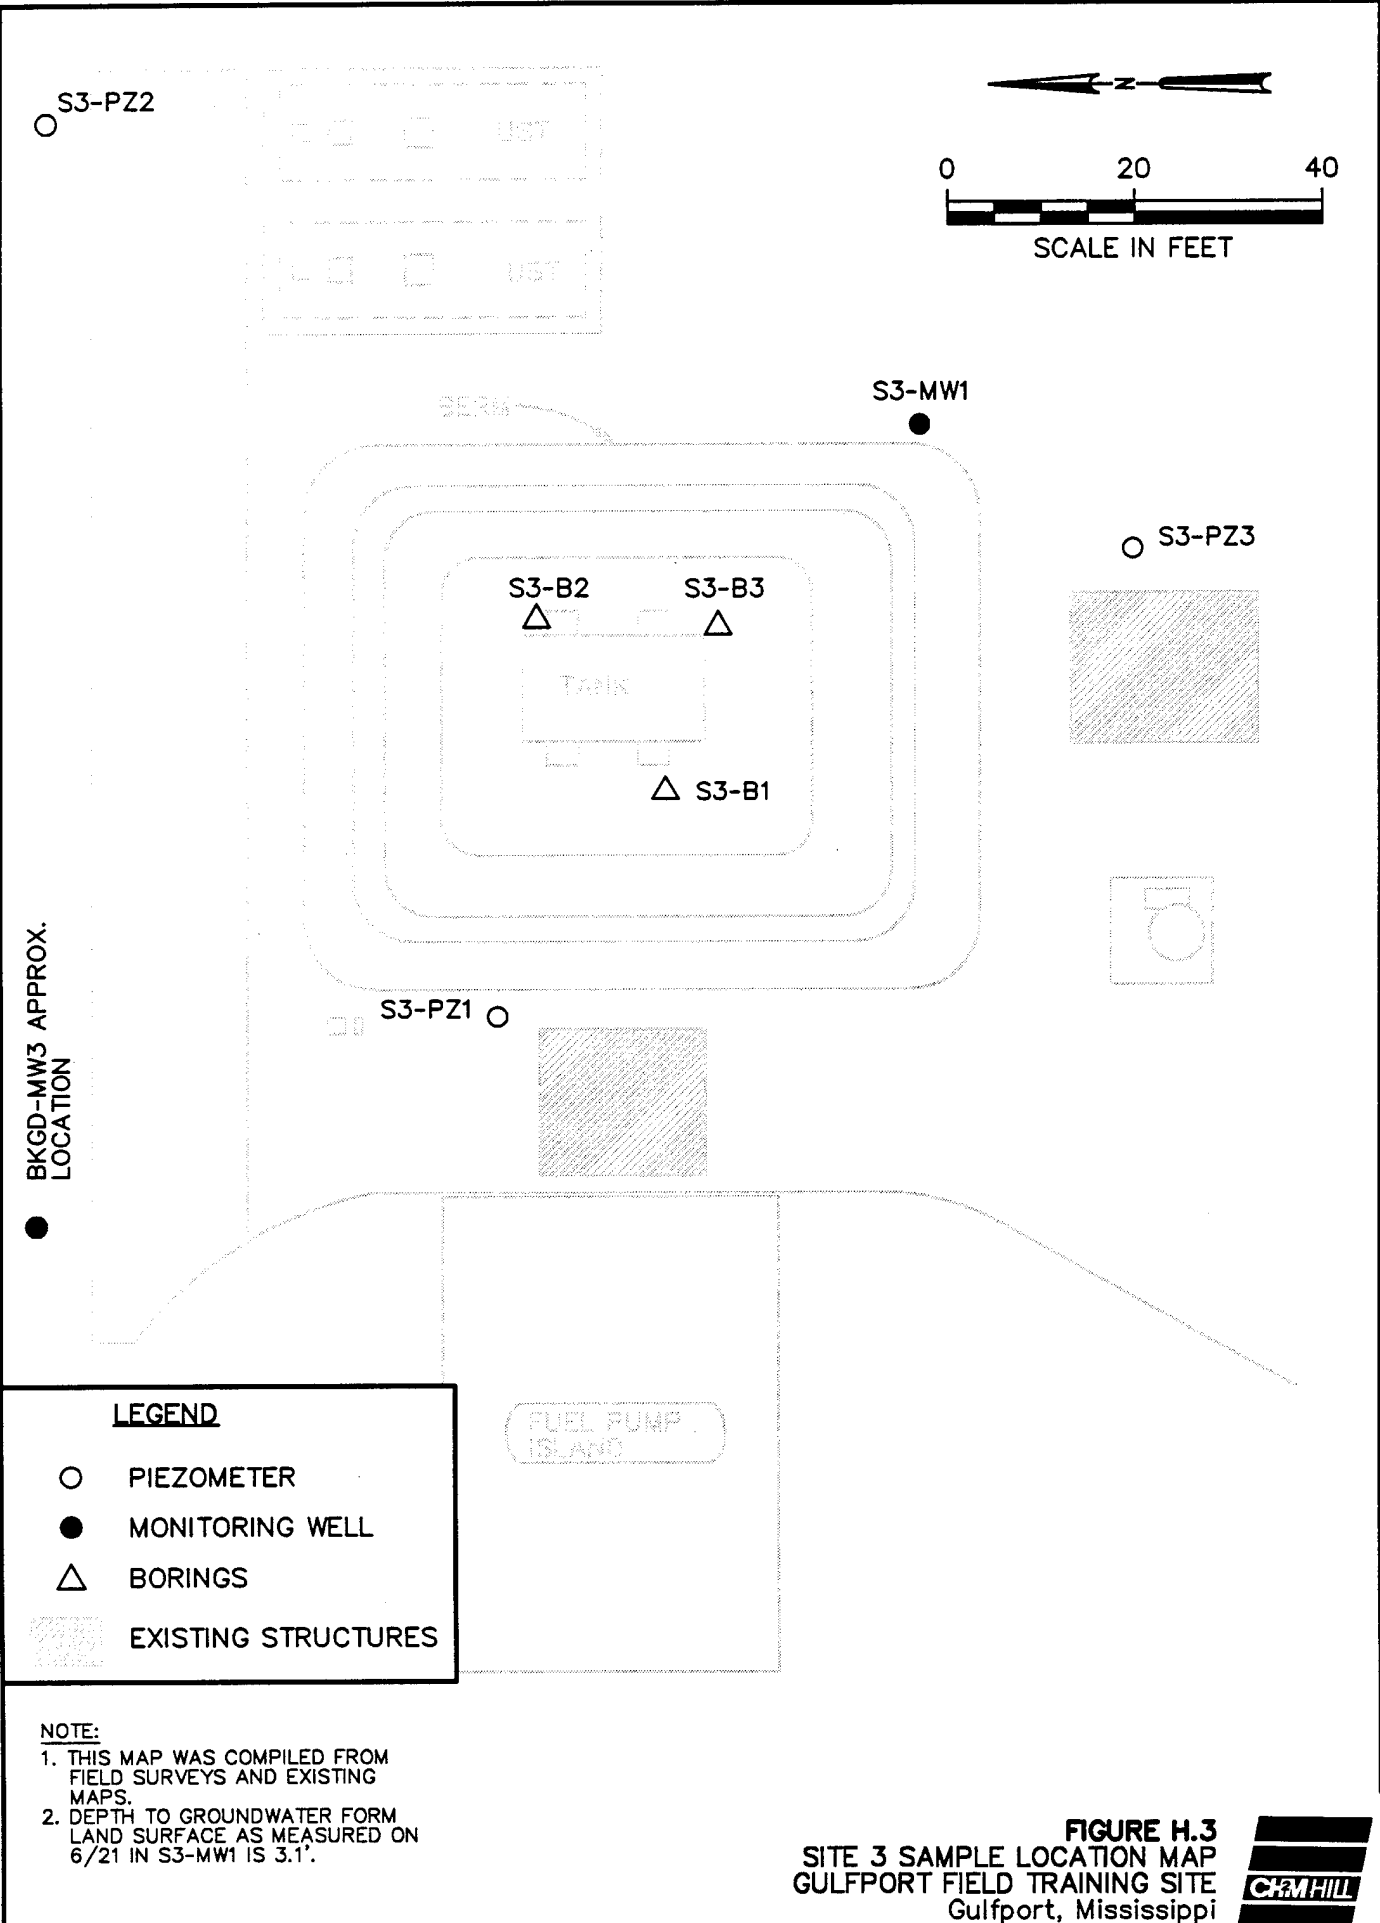 S3-PZ2
UST
N
0 20 40
SCALE IN FEET
UST
S3-MW1
BERM
S3-PZ3
S3-B2
S3-B3
TANK
S3-B1
BKGD-MW3 APPROX.
LOCATION
S3-PZ1
FUEL PUMP
ISLAND
LEGEND
PIEZOMETER
MONITORING WELL
BORINGS
EXISTING STRUCTURES
NOTE:
1. THIS MAP WAS COMPILED FROM
FIELD SURVEYS AND EXISTING
MAPS.
2. DEPTH TO GROUNDWATER FORM
LAND SURFACE AS MEASURED ON
6/21 IN S3-MW1 IS 3.1'.
FIGURE H.3
SITE 3 SAMPLE LOCATION MAP
GULFPORT FIELD TRAINING SITE
Gulfport, Mississippi
CH2M HILL